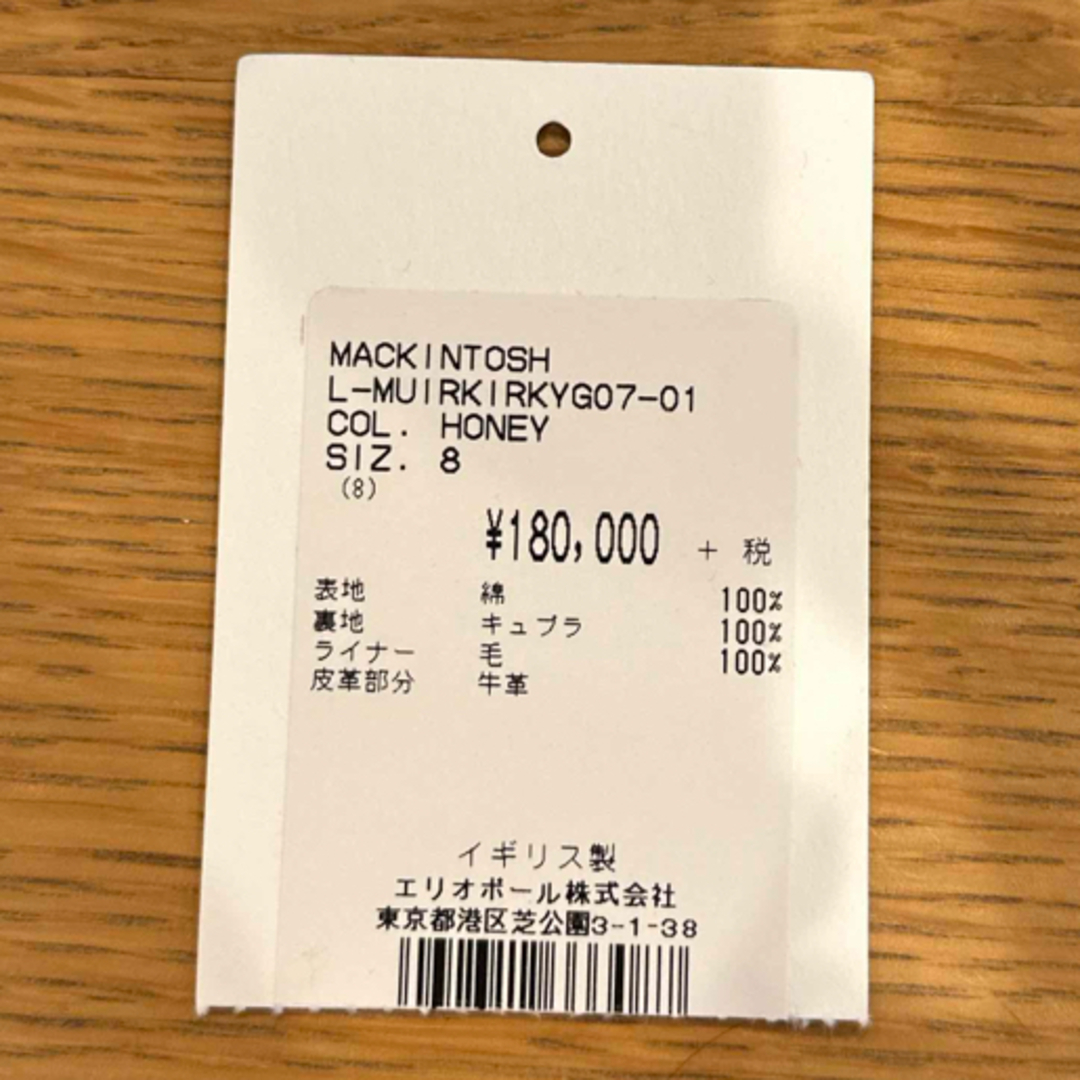 MACKINTOSH
L-MUIRKIRKYG07-01
COL. HONEY
SIZ. 8
(8)
¥180,000 + 税
表地 綿 100%
裏地 キュプラ 100%
ライナー 毛 100%
皮革部分 牛革
イギリス製
エリオポール株式会社
東京都港区芝公園3-1-38